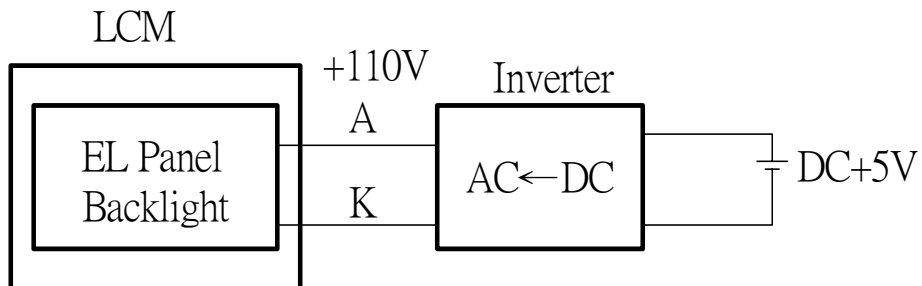 LCM
+110V
Inverter
A
EL Panel
Backlight
AC←DC
DC+5V
K